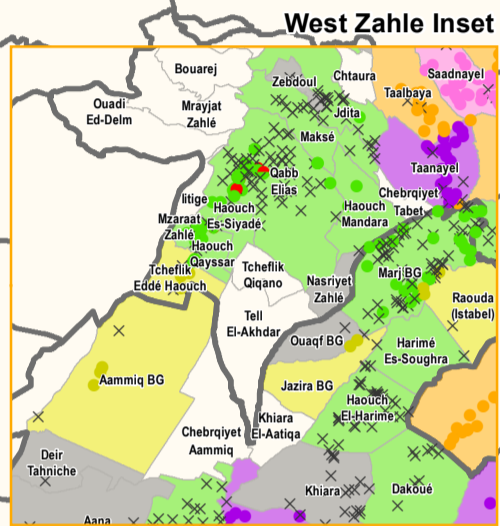 West Zahle Inset
Bouarej
Zebdoul
Chtaura
Saadnayel
Taalbaya
Ouadi
Ed-Delm
Mrayjat
Zahlé
Jdita
Maksé
Taanayel
Qabb
Elias
Chebrqiyet
Tabet
litige
Haouch
Es-Siyadé
Haouch
Mandara
Mzaraat
Zahlé
Haouch
Qayssar
Tcheflik
Eddé Haouch
Tcheflik
Qiqano
Nasriyet
Zahlé
Marj BG
Raouda
(Istabel)
Tell
El-Akhdar
Ouaqf BG
Harimé
Es-Soughra
Aammiq BG
Jazira BG
Haouch
El-Harime
Khiara
El-Aatiqa
Chebrqiyet
Aammiq
Deir
Tahniche
Khiara
Dakoué
Aana